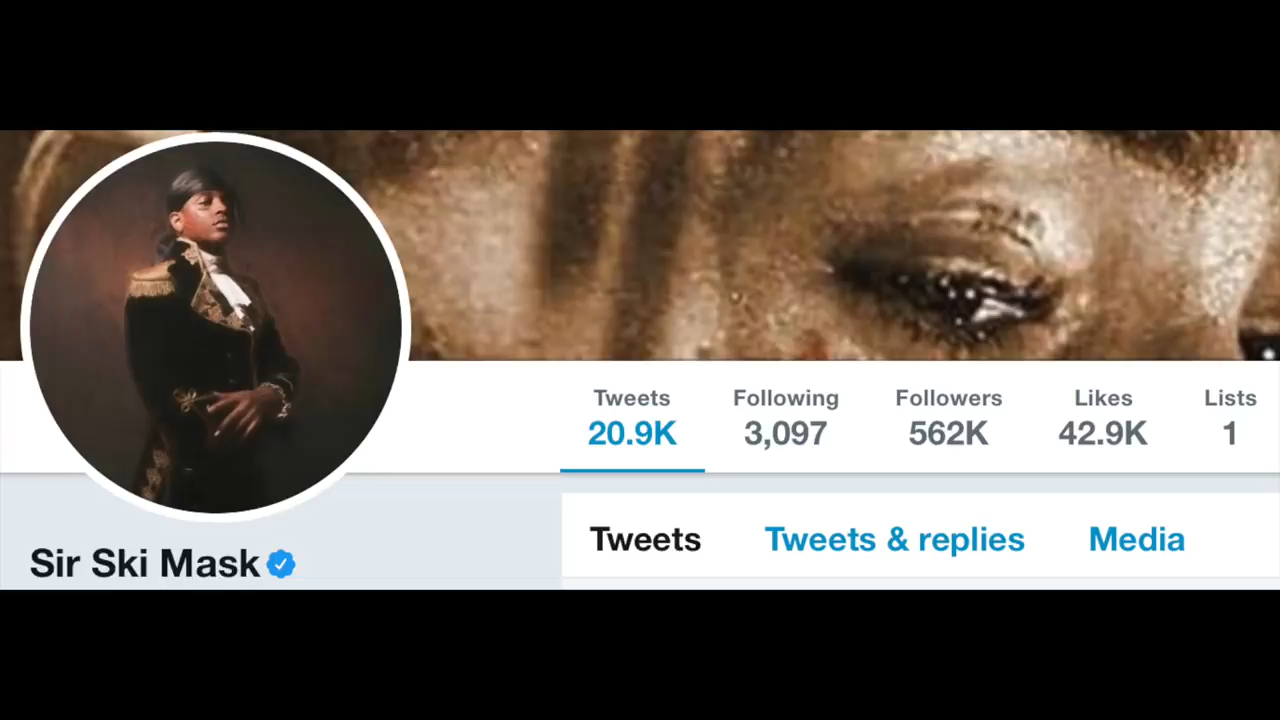 Tweets Following Followers Likes Lists
20.9K 3,097 562K 42.9K 1
Tweets Tweets & replies Media
Sir Ski Mask